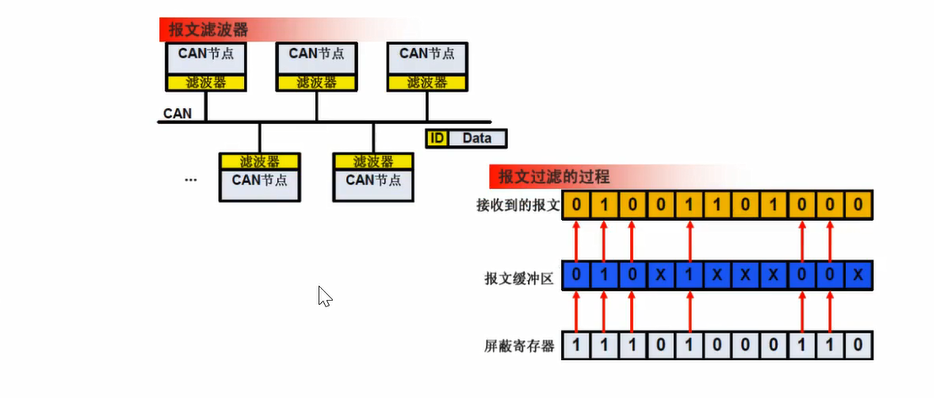 报文滤波器
CAN节点 CAN节点 CAN节点
滤波器 滤波器 滤波器
CAN
ID Data
滤波器 滤波器
... CAN节点 CAN节点
报文过滤的过程
接收到的报文 0 1 0 0 1 1 0 1 0 0 0
报文缓冲区 0 1 0 X 1 X X X 0 0 X
屏蔽寄存器 1 1 1 0 1 0 0 0 1 1 0